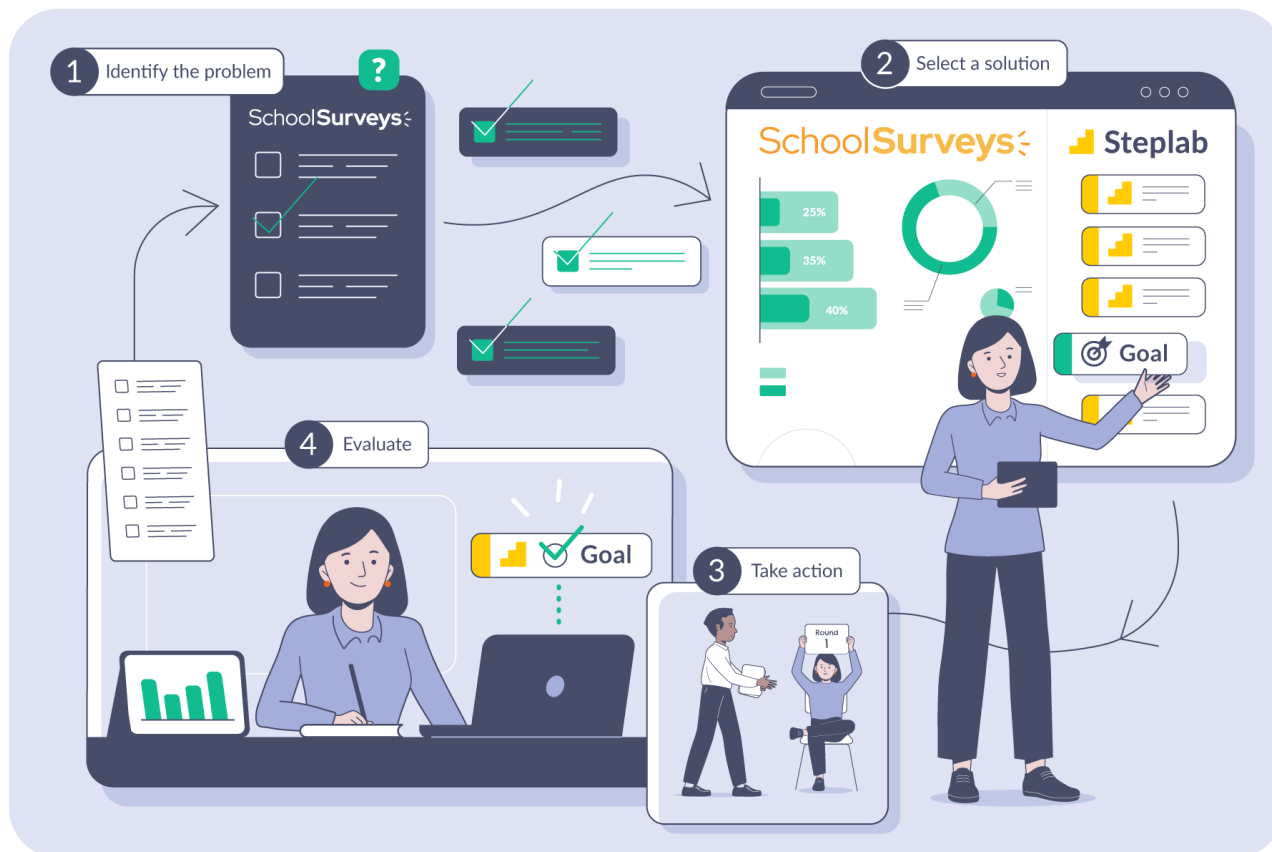 1 Identify the problem
?
SchoolSurveys
2 Select a solution
SchoolSurveys
25%
35%
40%
Steplab
Goal
3 Take action
Round
1
4 Evaluate
Goal